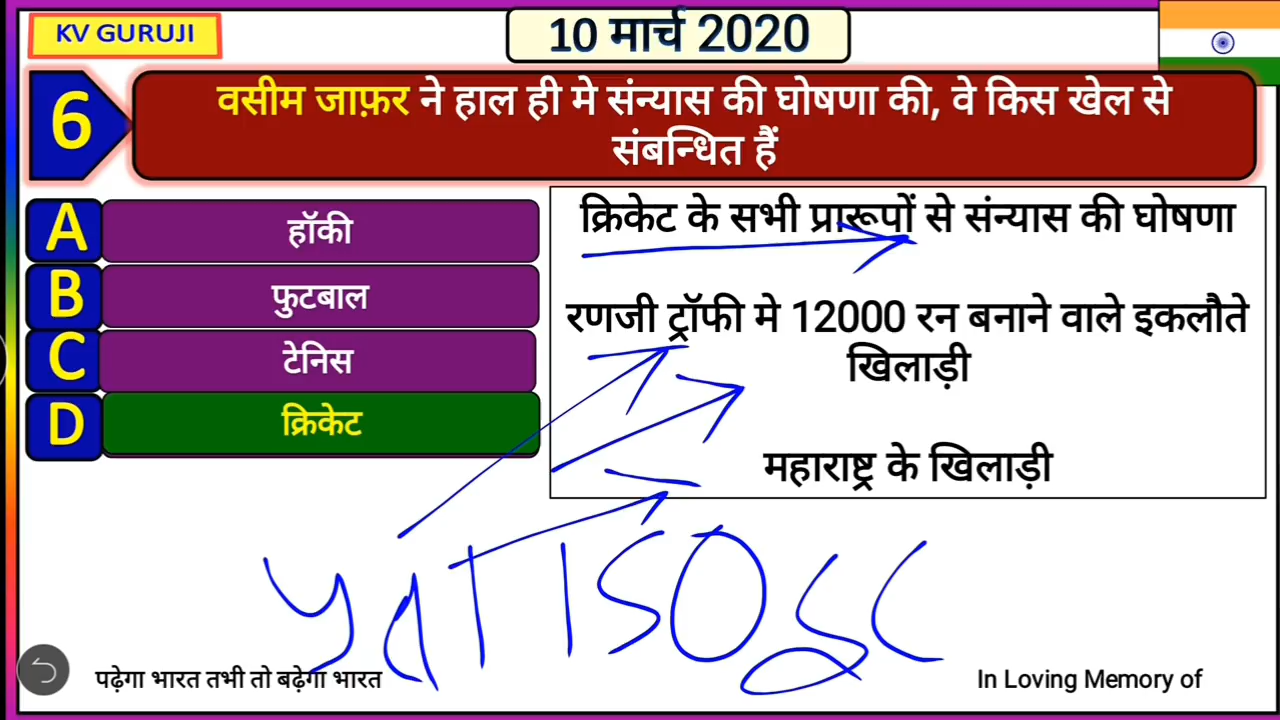 KV GURUJI
10 मार्च 2020
6
वसीम जाफ़र ने हाल ही मे संन्यास की घोषणा की, वे किस खेल से
संबन्धित हैं
A हॉकी
B फुटबाल
C टेनिस
D क्रिकेट
क्रिकेट के सभी प्रारूपों से संन्यास की घोषणा
रणजी ट्रॉफी मे 12000 रन बनाने वाले इकलौते
खिलाड़ी
महाराष्ट्र के खिलाड़ी
पढ़ेगा भारत तभी तो बढ़ेगा भारत
In Loving Memory of